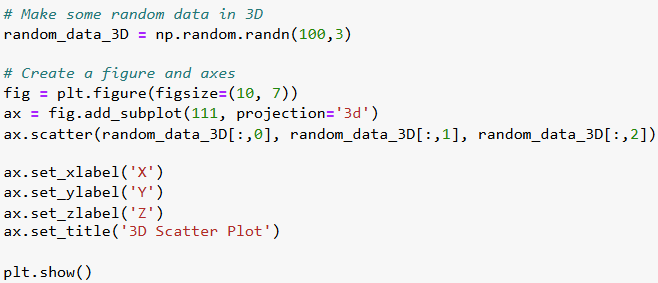 # Make some random data in 3D
random_data_3D = np.random.randn(100,3)
# Create a figure and axes
fig = plt.figure(figsize=(10, 7))
ax = fig.add_subplot(111, projection='3d')
ax.scatter(random_data_3D[:,0], random_data_3D[:,1], random_data_3D[:,2])
ax.set_xlabel('X')
ax.set_ylabel('Y')
ax.set_zlabel('Z')
ax.set_title('3D Scatter Plot')
plt.show()